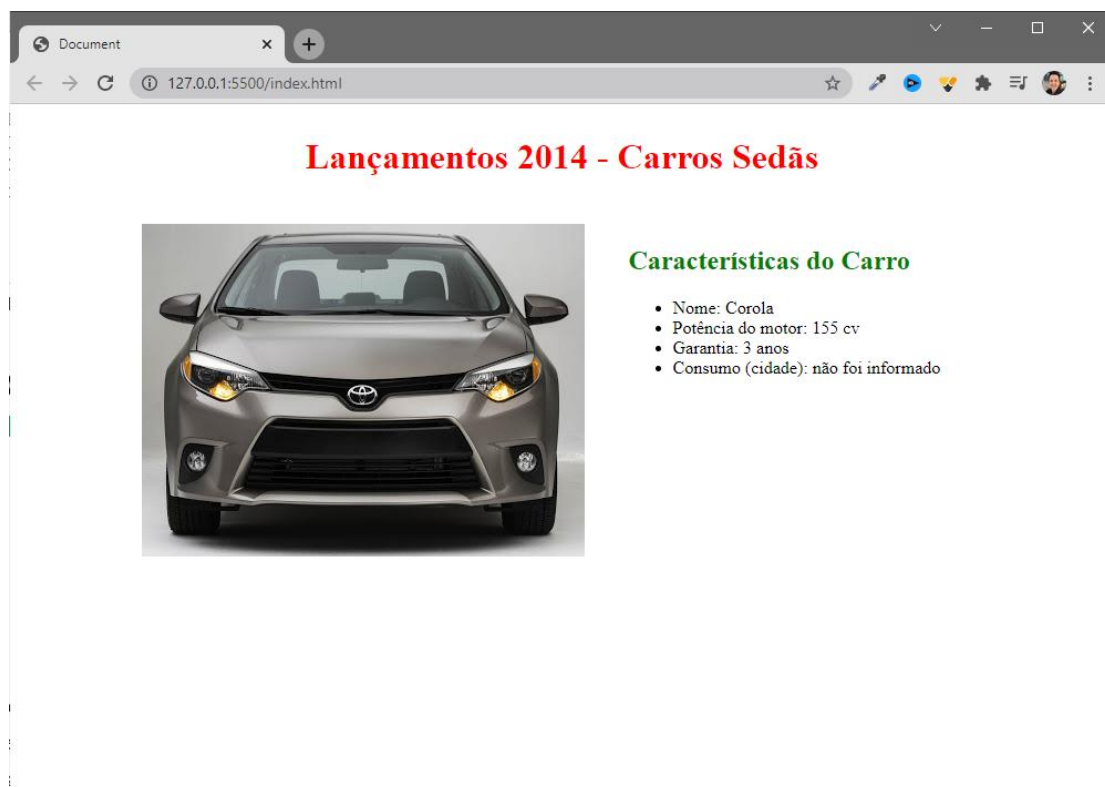 Document
127.0.0.1:5500/index.html
Lançamentos 2014 - Carros Sedãs
Características do Carro
Nome: Corola
Potência do motor: 155 cv
Garantia: 3 anos
Consumo (cidade): não foi informado